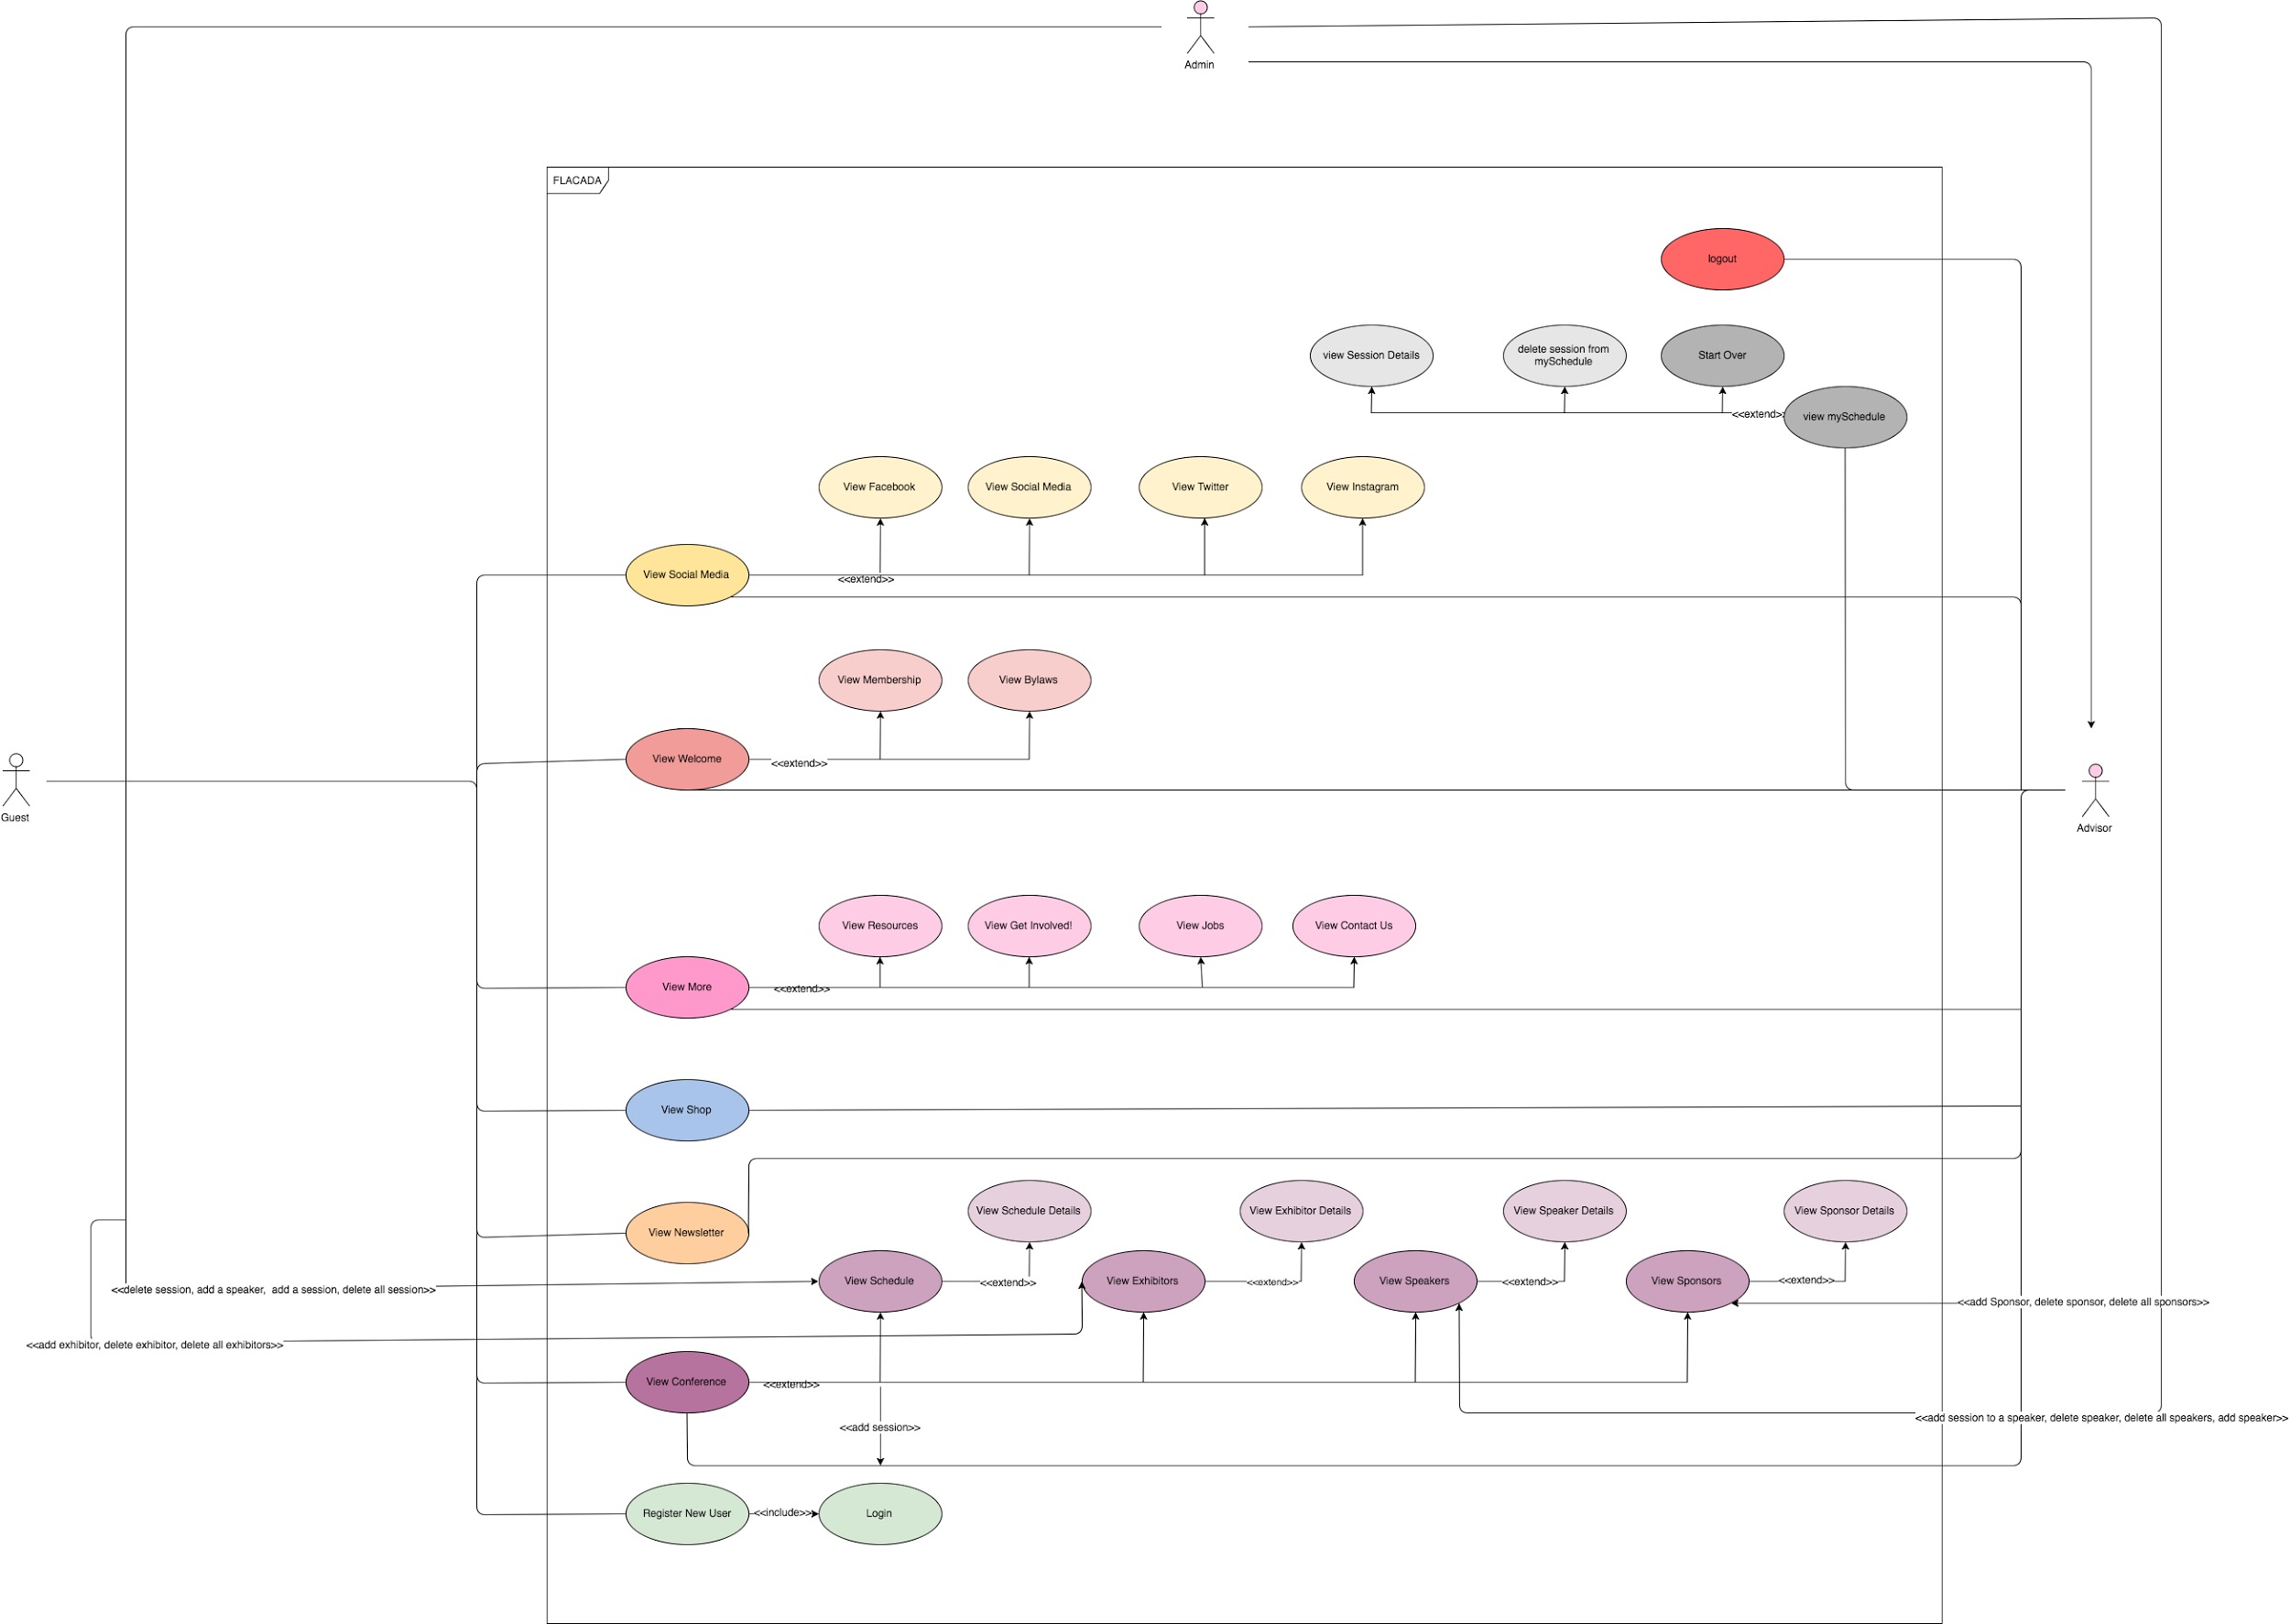 Admin
FLACADA
logout
view Session Details
delete session from
mySchedule
Start Over
<<extend>>
view mySchedule
View Facebook
View Social Media
View Twitter
View Instagram
View Social Media
<<extend>>
View Membership
View Bylaws
View Welcome
<<extend>>
Guest
Advisor
View Resources
View Get Involved!
View Jobs
View Contact Us
View More
<<extend>>
View Shop
View Newsletter
View Schedule Details
View Exhibitor Details
View Speaker Details
View Sponsor Details
<<delete session, add a speaker,  add a session, delete all session>>
View Schedule
<<extend>>
View Exhibitors
<<extend>>
View Speakers
<<extend>>
View Sponsors
<<extend>>
<<add Sponsor, delete sponsor, delete all sponsors>>
<<add exhibitor, delete exhibitor, delete all exhibitors>>
View Conference
<<extend>>
<<add session>>
<<add session to a speaker, delete speaker, delete all speakers, add speaker>>
Register New User
<<include>>
Login